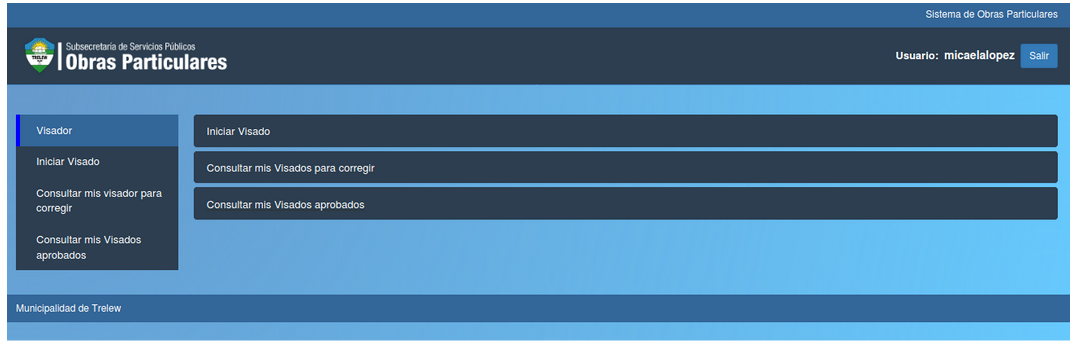 Sistema de Obras Particulares
Subsecretaría de Servicios Públicos
Obras Particulares
TRELEW
Usuario: micaelalopez
Salir
Visador
Iniciar Visado
Consultar mis visador para
corregir
Consultar mis Visados
aprobados
Iniciar Visado
Consultar mis Visados para corregir
Consultar mis Visados aprobados
Municipalidad de Trelew